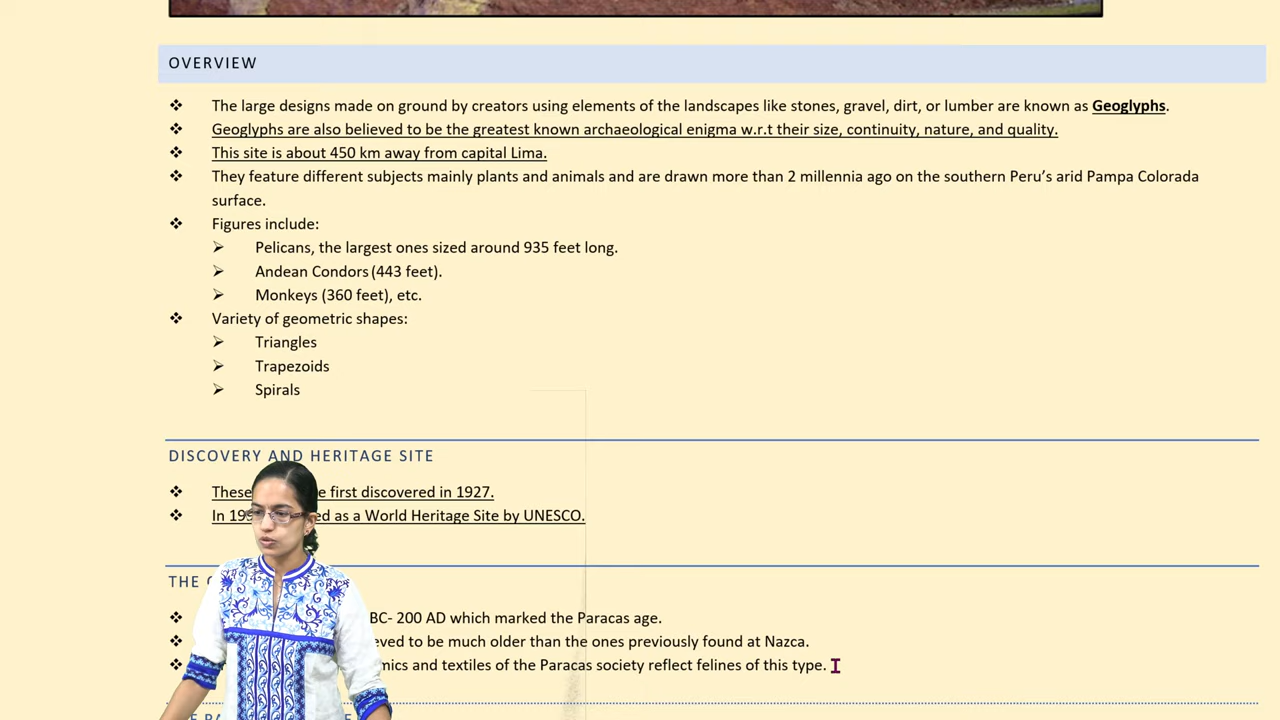 OVERVIEW
❖ The large designs made on ground by creators using elements of the landscapes like stones, gravel, dirt, or lumber are known as Geoglyphs.
❖ Geoglyphs are also believed to be the greatest known archaeological enigma w.r.t their size, continuity, nature, and quality.
❖ This site is about 450 km away from capital Lima.
❖ They feature different subjects mainly plants and animals and are drawn more than 2 millennia ago on the southern Peru's arid Pampa Colorada
surface.
❖ Figures include:
➢ Pelicans, the largest ones sized around 935 feet long.
➢ Andean Condors (443 feet).
➢ Monkeys (360 feet), etc.
❖ Variety of geometric shapes:
➢ Triangles
➢ Trapezoids
➢ Spirals
DISCOVERY AND HERITAGE SITE
❖ These first discovered in 1927.
❖ In as a World Heritage Site by UNESCO.
THE
❖ BC- 200 AD which marked the Paracas age.
❖ to be much older than the ones previously found at Nazca.
❖ and textiles of the Paracas society reflect felines of this type.